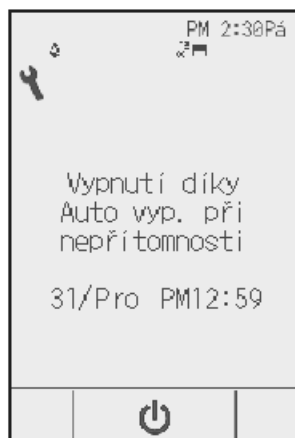 PM 2:30Pá
Vypnutí díky
Auto vyp. při
nepřítomnosti
31/Pro PM12:59